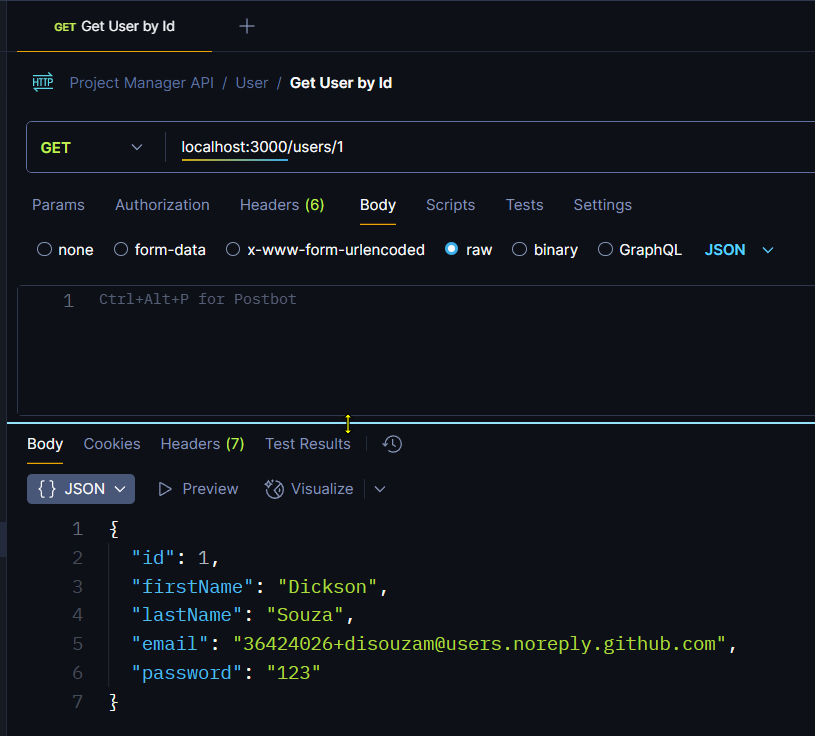 GET Get User by Id
HTTP Project Manager API / User / Get User by Id
GET localhost:3000/users/1
Params Authorization Headers (6) Body Scripts Tests Settings
none form-data x-www-form-urlencoded raw binary GraphQL JSON
1 Ctrl+Alt+P for Postbot
Body Cookies Headers (7) Test Results
{} JSON Preview Visualize
1 {
2 "id": 1,
3 "firstName": "Dickson",
4 "lastName": "Souza",
5 "email": "36424026+disouzam@users.noreply.github.com",
6 "password": "123"
7 }